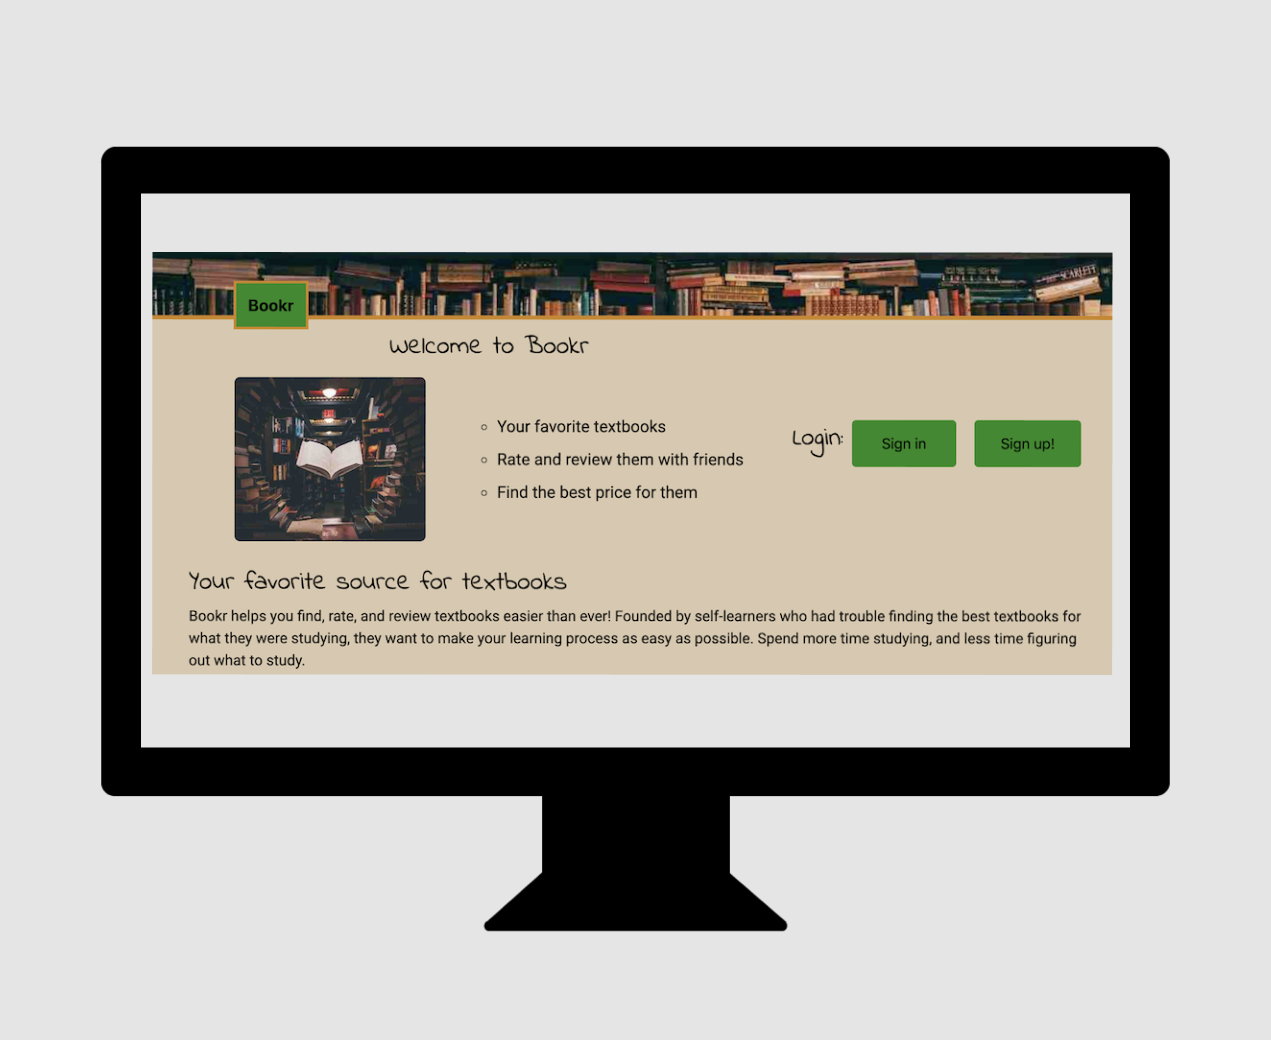 SCARLETT
Bookr
Welcome to Bookr
Your favorite textbooks
Rate and review them with friends
Find the best price for them
Login:
Sign in
Sign up!
Your favorite source for textbooks
Bookr helps you find, rate, and review textbooks easier than ever! Founded by self-learners who had trouble finding the best textbooks for
what they were studying, they want to make your learning process as easy as possible. Spend more time studying, and less time figuring
out what to study.